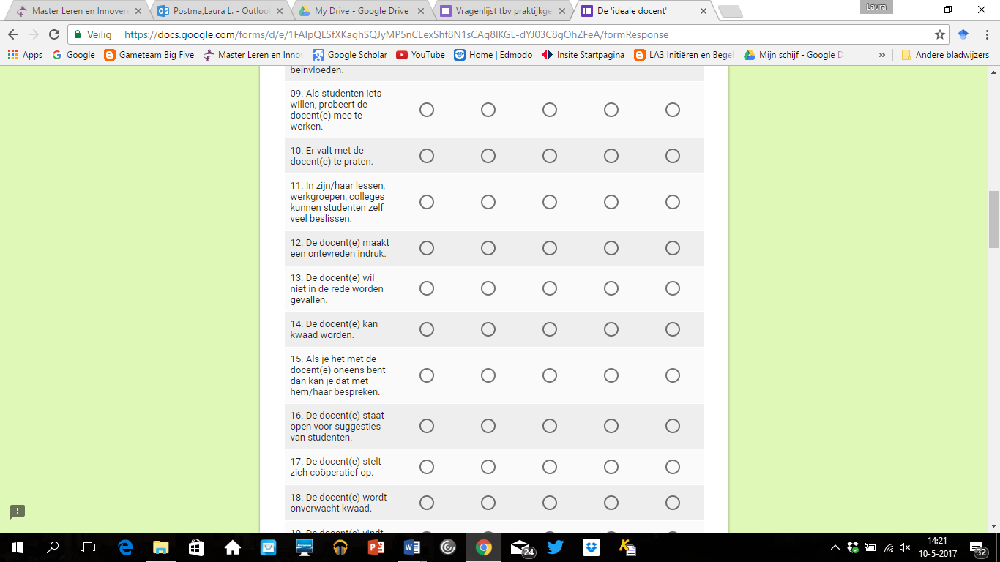 Master Leren en Innover
Postma,Laura L. - Outloo
My Drive - Google Drive
Vragenlijst tbv praktijkge
De 'ideale docent'
Laura
Veilig
https://docs.google.com/forms/d/e/1FAIpQLSfXKaghSQJyMP5nCEexShf8N1sCAg8IKGL-dYJ03C8gOhZFeA/formResponse
Apps
Google
Gameteam Big Five
Master Leren en Inno
Google Scholar
YouTube
Home | Edmodo
Insite Startpagina
LA3 Initiëren en Bege
Mijn schijf - Google D
»
Andere bladwijzers
beïnvloeden.
09. Als studenten iets
willen, probeert de
docent(e) mee te
werken.
10. Er valt met de
docent(e) te praten.
11. In zijn/haar lessen,
werkgroepen, colleges
kunnen studenten zelf
veel beslissen.
12. De docent(e) maakt
een ontevreden indruk.
13. De docent(e) wil
niet in de rede worden
gevallen.
14. De docent(e) kan
kwaad worden.
15. Als je het met de
docent(e) oneens bent
dan kan je dat met
hem/haar bespreken.
16. De docent(e) staat
open voor suggesties
van studenten.
17. De docent(e) stelt
zich coöperatief op.
18. De docent(e) wordt
onverwacht kwaad.
19. De docent(e) vindt
24
14:21
10-5-2017
32